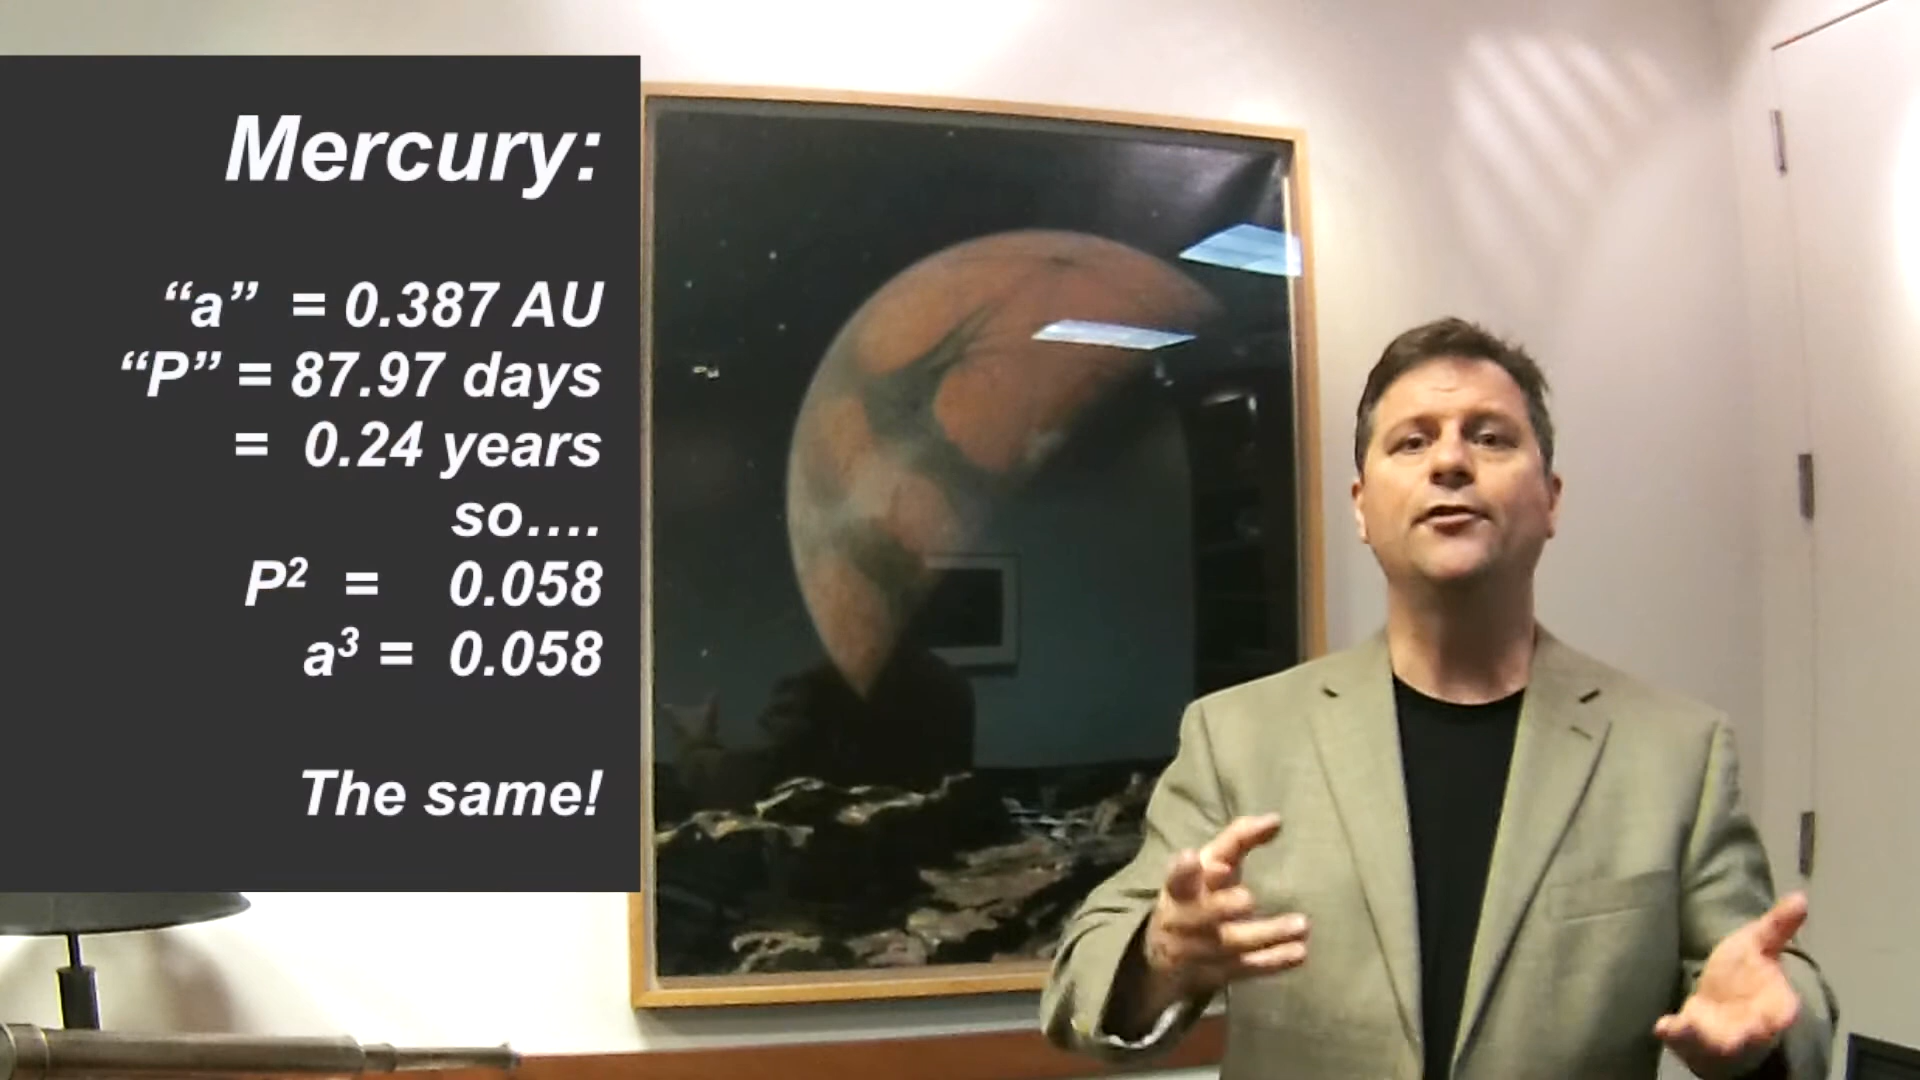 Mercury:
“a” = 0.387 AU
“P” = 87.97 days
= 0.24 years
so....
P² = 0.058
a³ = 0.058
The same!